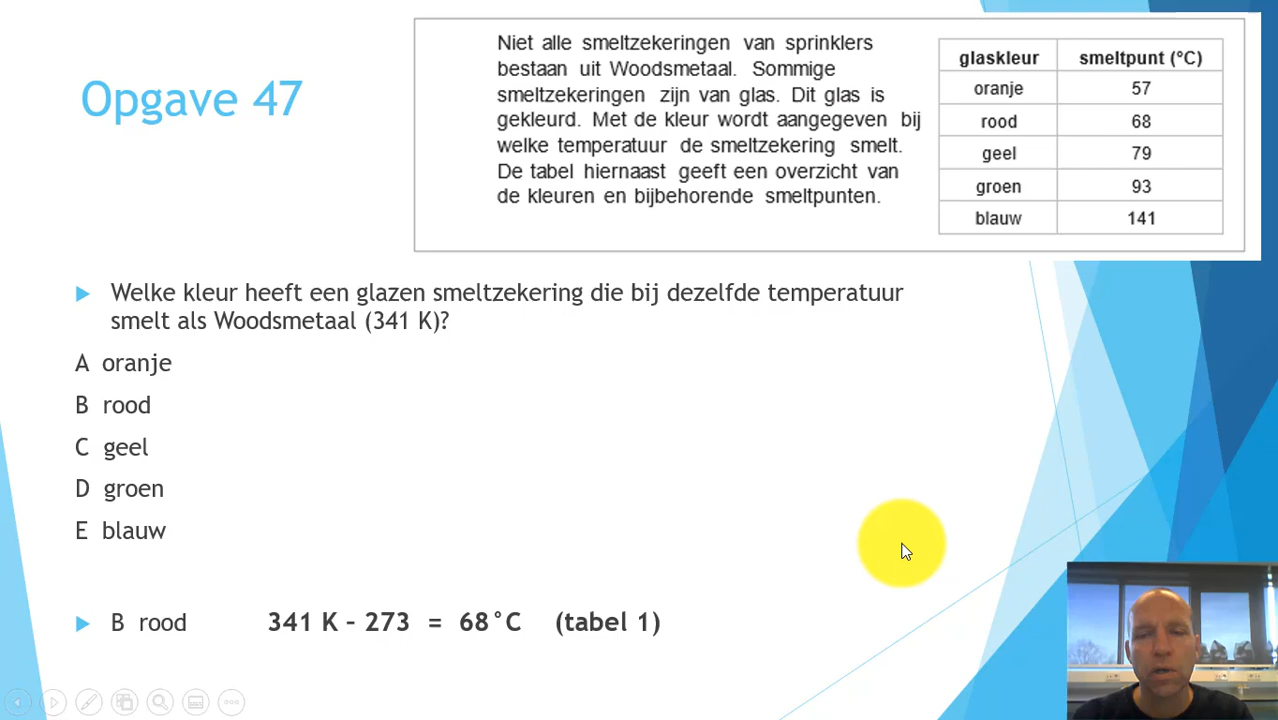 Opgave 47
Niet alle smeltzekeringen van sprinklers
bestaan uit Woodsmetaal. Sommige
smeltzekeringen zijn van glas. Dit glas is
gekleurd. Met de kleur wordt aangegeven bij
welke temperatuur de smeltzekering smelt.
De tabel hiernaast geeft een overzicht van
de kleuren en bijbehorende smeltpunten.
glaskleur smeltpunt (°C)
oranje 57
rood 68
geel 79
groen 93
blauw 141
Welke kleur heeft een glazen smeltzekering die bij dezelfde temperatuur
smelt als Woodsmetaal (341 K)?
A oranje
B rood
C geel
D groen
E blauw
B rood 341 K – 273 = 68°C (tabel 1)